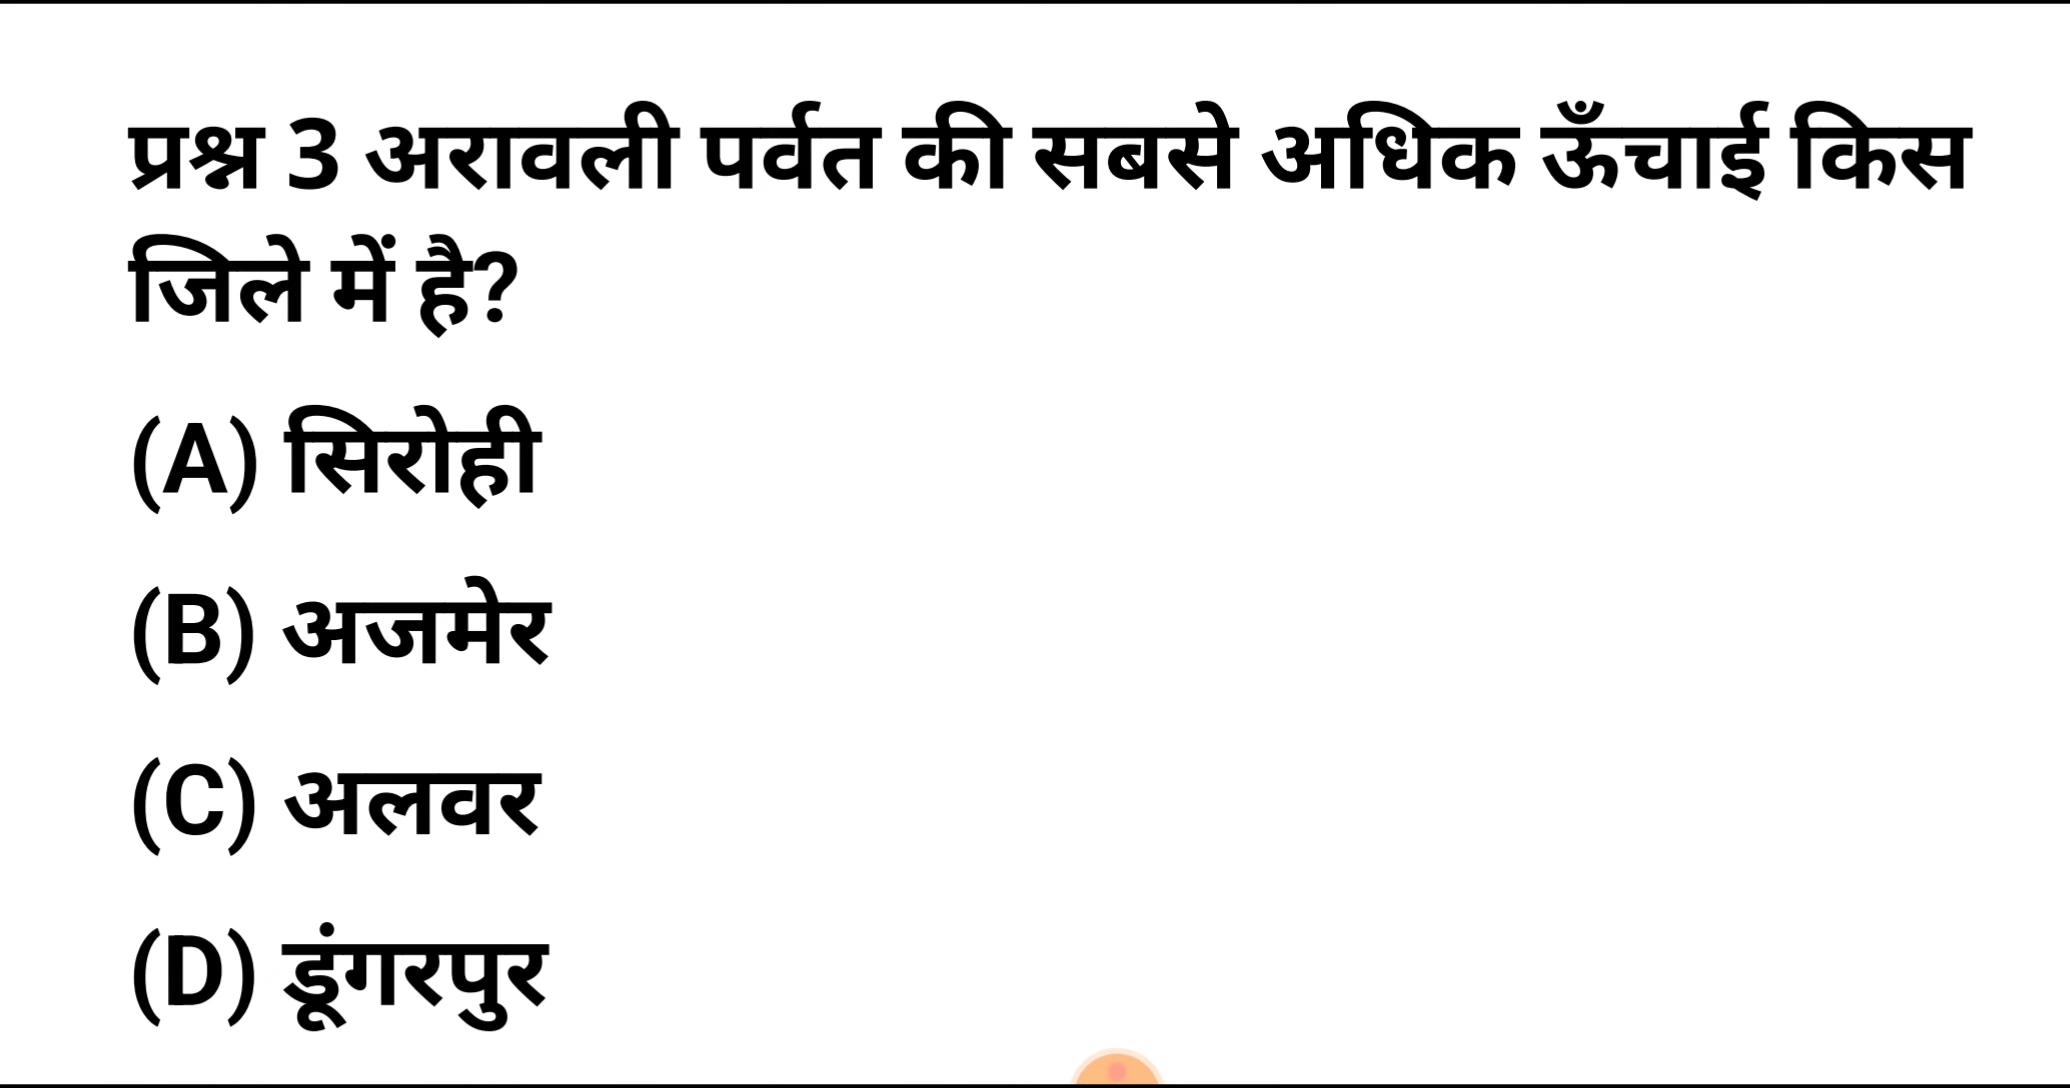 प्रश्न 3 अरावली पर्वत की सबसे अधिक ऊँचाई किस
जिले में है?
(A) सिरोही
(B) अजमेर
(C) अलवर
(D) डूंगरपुर